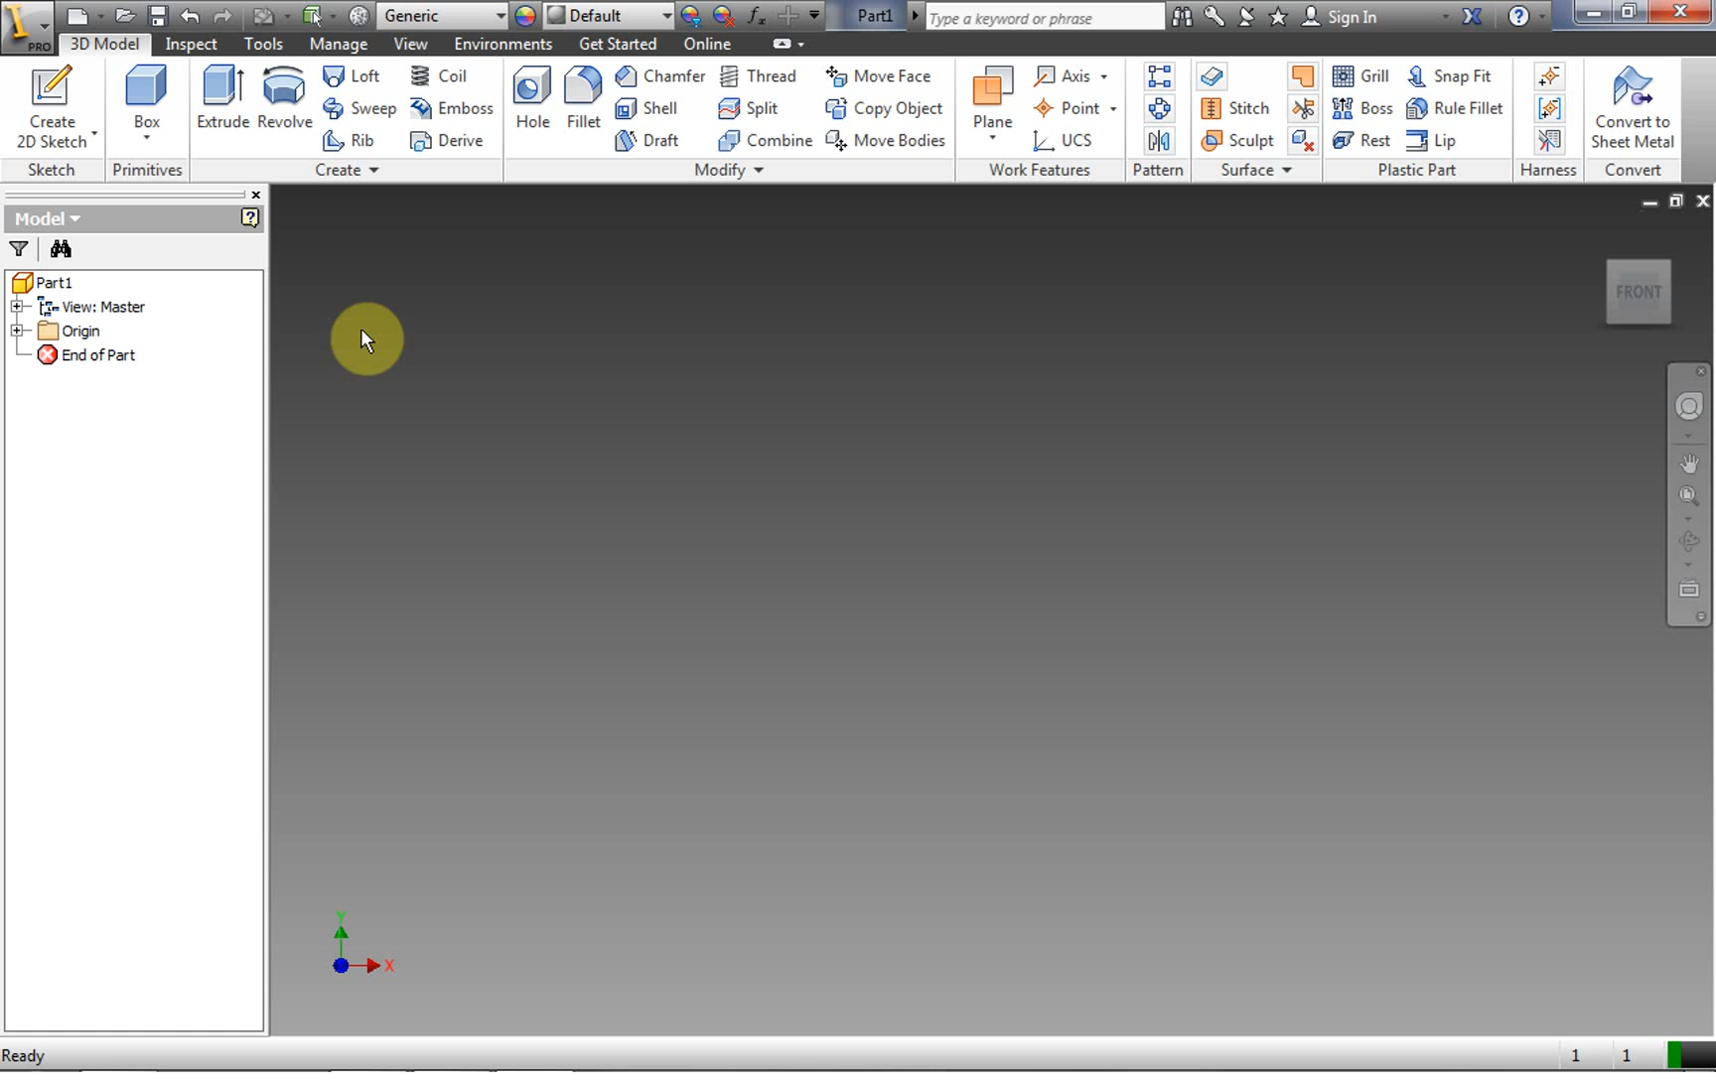 Generic
Default
fx
Part1
Type a keyword or phrase
Sign In
PRO
3D Model
Inspect
Tools
Manage
View
Environments
Get Started
Online
Create
2D Sketch
Box
Extrude
Revolve
Loft
Sweep
Rib
Coil
Emboss
Derive
Hole
Fillet
Chamfer
Shell
Draft
Thread
Split
Combine
Move Face
Copy Object
Move Bodies
Plane
Axis
Point
UCS
Stitch
Sculpt
Grill
Boss
Rest
Snap Fit
Rule Fillet
Lip
Convert to
Sheet Metal
Sketch
Primitives
Create
Modify
Work Features
Pattern
Surface
Plastic Part
Harness
Convert
Model
Part1
View: Master
Origin
End of Part
FRONT
Y
X
Ready
1
1